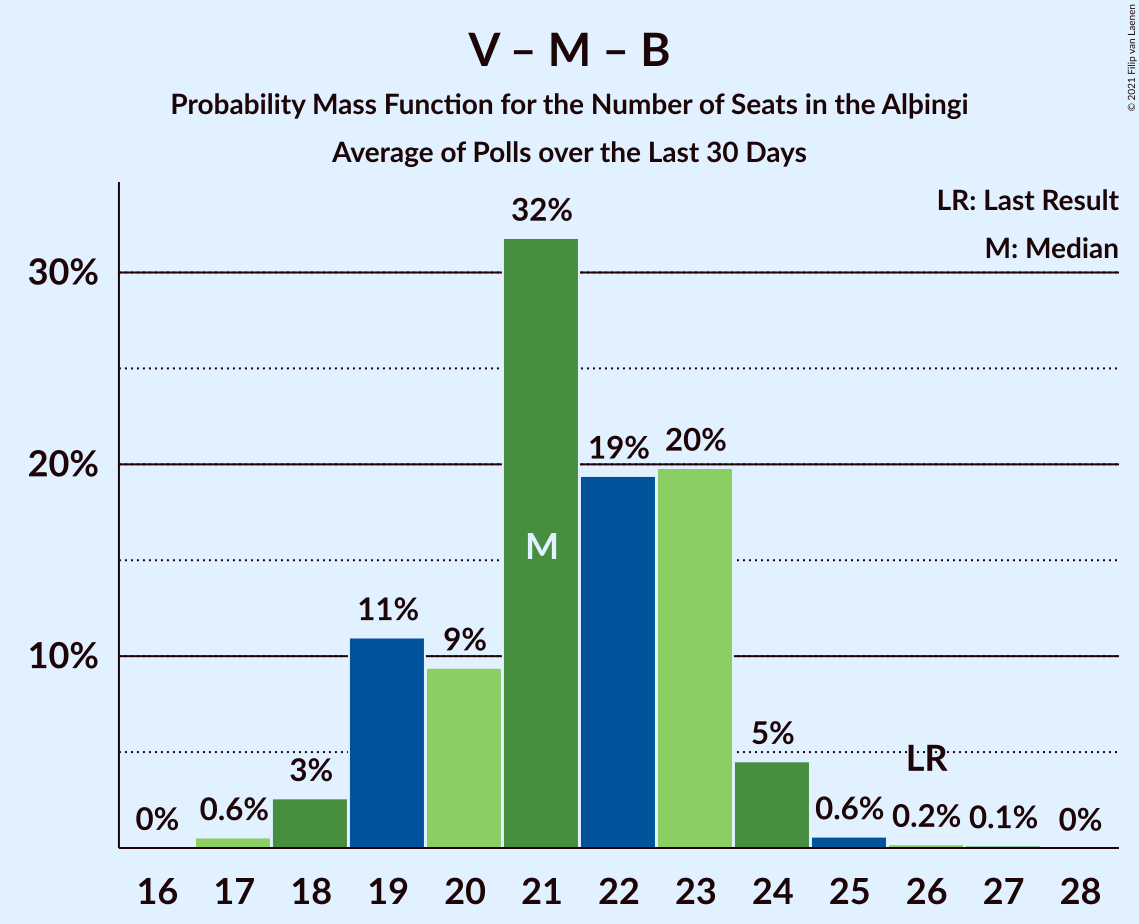 V – M – B
Probability Mass Function for the Number of Seats in the Alþingi
Average of Polls over the Last 30 Days
© 2021 Filip van Laenen
LR: Last Result
M: Median
30%
20%
10%
0%
0.6%
3%
11%
9%
32%
M
19%
20%
5%
0.6%
LR
0.2%
0.1%
0%
16 17 18 19 20 21 22 23 24 25 26 27 28